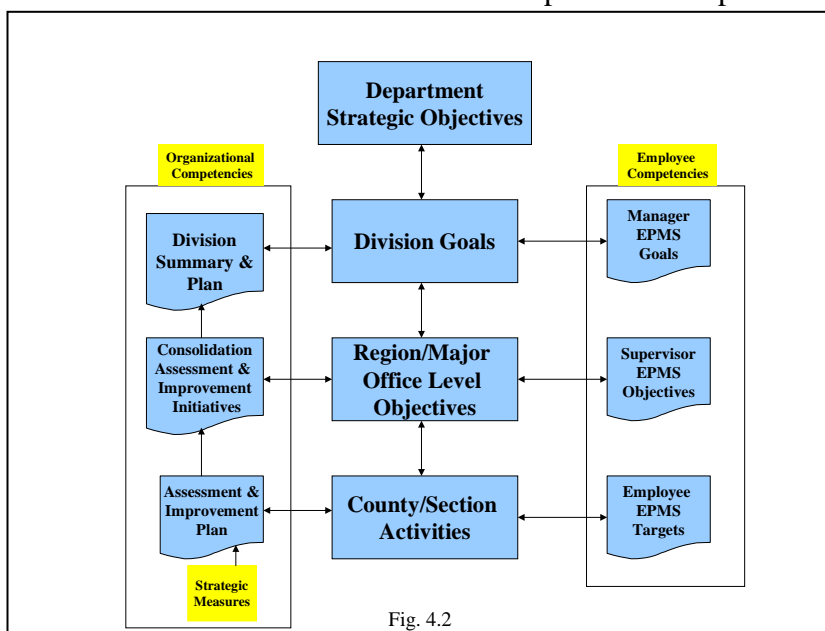 Department
Strategic Objectives
Organizational
Competencies
Employee
Competencies
Division
Summary &
Plan
Division Goals
Manager
EPMS
Goals
Consolidation
Assessment &
Improvement
Initiatives
Region/Major
Office Level
Objectives
Supervisor
EPMS
Objectives
Assessment &
Improvement
Plan
County/Section
Activities
Employee
EPMS
Targets
Strategic
Measures
Fig. 4.2